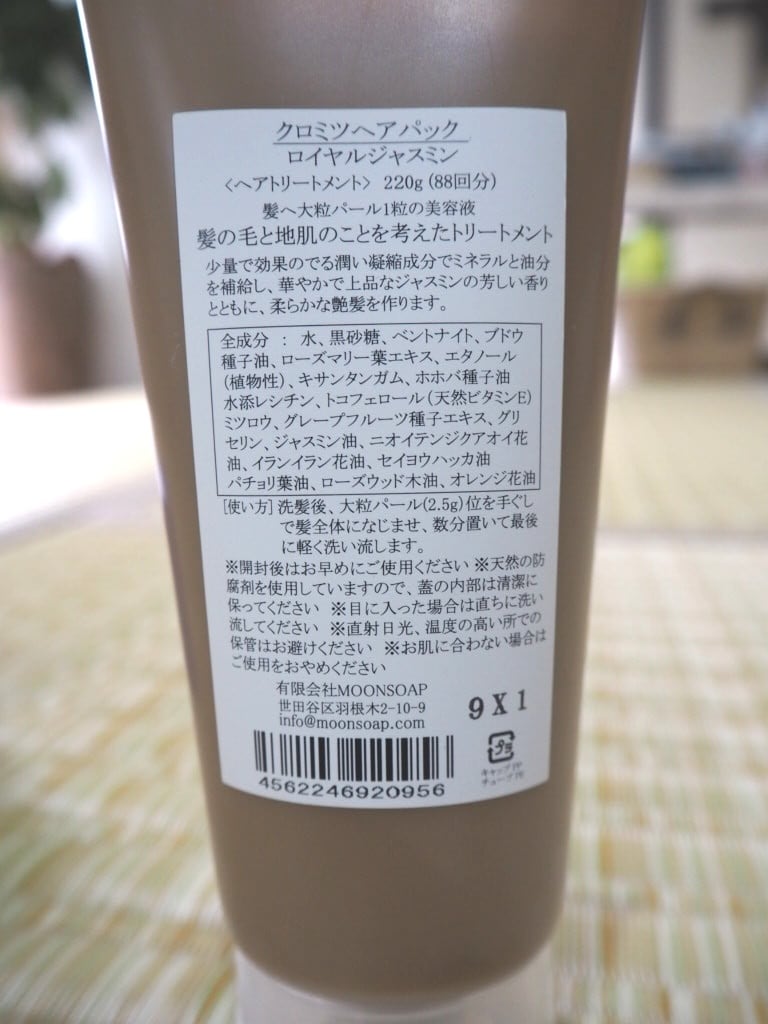 クロミツヘアパック
ロイヤルジャスミン
〈ヘアトリートメント〉 220g (88回分)
髪へ大粒パール1粒の美容液
髪の毛と地肌のことを考えたトリートメント
少量で効果のでる潤い凝縮成分でミネラルと油分
を補給し、華やかで上品なジャスミンの芳しい香り
とともに、柔らかな艶髪を作ります。
全成分 : 水、黒砂糖、ベントナイト、ブドウ
種子油、ローズマリー葉エキス、エタノール
(植物性)、キサンタンガム、ホホバ種子油
水添レシチン、トコフェロール(天然ビタミンE)
ミツロウ、グレープフルーツ種子エキス、グリ
セリン、ジャスミン油、ニオイテンジクアオイ花
油、イランイラン花油、セイヨウハッカ油
パチョリ葉油、ローズウッド木油、オレンジ花油
[使い方] 洗髪後、大粒パール(2.5g)位を手ぐし
で髪全体になじませ、数分置いて最後
に軽く洗い流します。
※開封後はお早めにご使用ください ※天然の防
腐剤を使用していますので、蓋の内部は清潔に
保ってください ※目に入った場合は直ちに洗い
流してください ※直射日光、温度の高い所での
保管はお避けください ※お肌に合わない場合は
ご使用をおやめください
有限会社MOONSOAP
世田谷区羽根木2-10-9
info@moonsoap.com
9X1
プラ
キャップ:PP
チューブ:PE
4562246920956